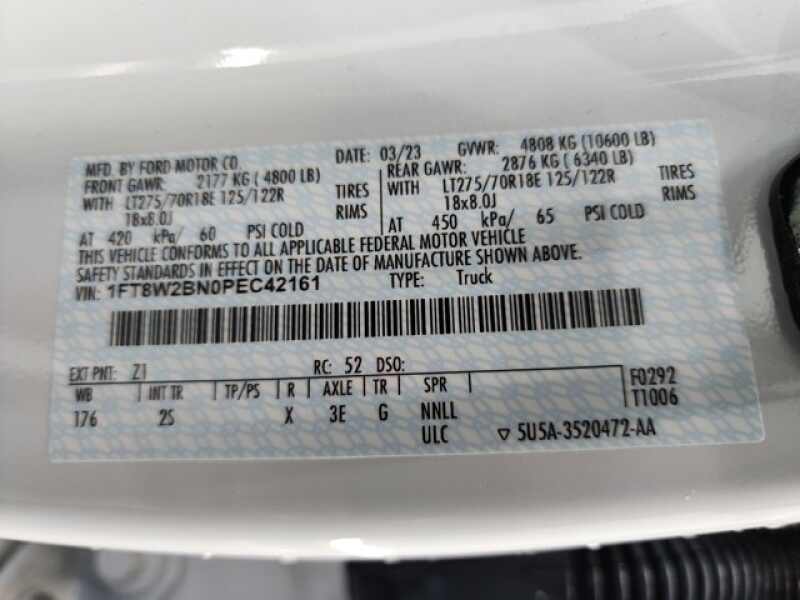 MFD. BY FORD MOTOR CO.
DATE: 03/23 GVWR: 4808 KG (10600 LB)
FRONT GAWR: 2177 KG ( 4800 LB)
REAR GAWR: 2876 KG ( 6340 LB)
WITH LT275/70R18E 125/122R TIRES
WITH LT275/70R18E 125/122R TIRES
18x8.0J RIMS
18x8.0J RIMS
AT 420 kPa/ 60 PSI COLD
AT 450 kPa/ 65 PSI COLD
THIS VEHICLE CONFORMS TO ALL APPLICABLE FEDERAL MOTOR VEHICLE
SAFETY STANDARDS IN EFFECT ON THE DATE OF MANUFACTURE SHOWN ABOVE.
VIN: 1FT8W2BN0PEC42161 TYPE: Truck
EXT PNT: Z1 RC: 52 DSO:
WB INT TR TP/PS R AXLE TR SPR F0292
176 2S X 3E G NNLL T1006
ULC ▽ 5U5A-3520472-AA